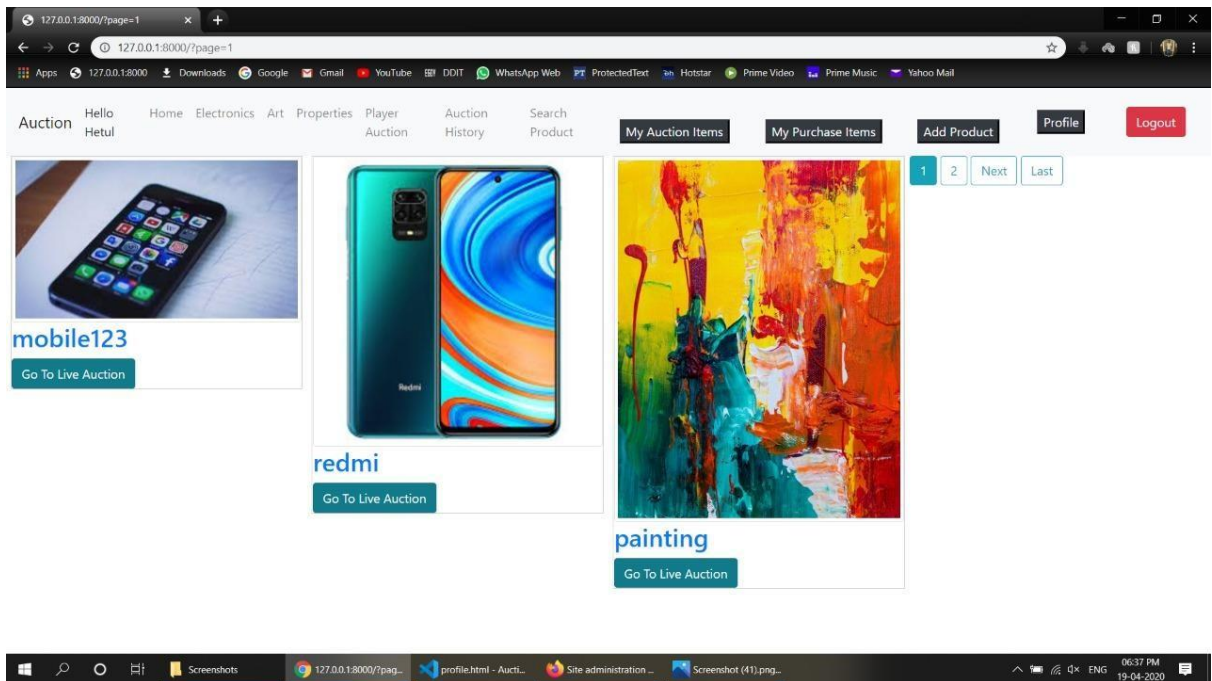 127.0.0.1:8000/?page=1
127.0.0.1:8000/?page=1
Apps 127.0.0.1:8000 Downloads Google Gmail YouTube DDIT WhatsApp Web PT ProtectedText Hotstar Prime Video Prime Music Yahoo Mail
Auction Hello Hetul Home Electronics Art Properties Player Auction Auction History Search Product My Auction Items My Purchase Items Add Product Profile Logout
1 2 Next Last
mobile123
Go To Live Auction
Redmi
redmi
Go To Live Auction
painting
Go To Live Auction
Screenshots 127.0.0.1:8000/?pag... profile.html - Aucti... Site administration ... Screenshot (41).png... ENG 06:37 PM
19-04-2020